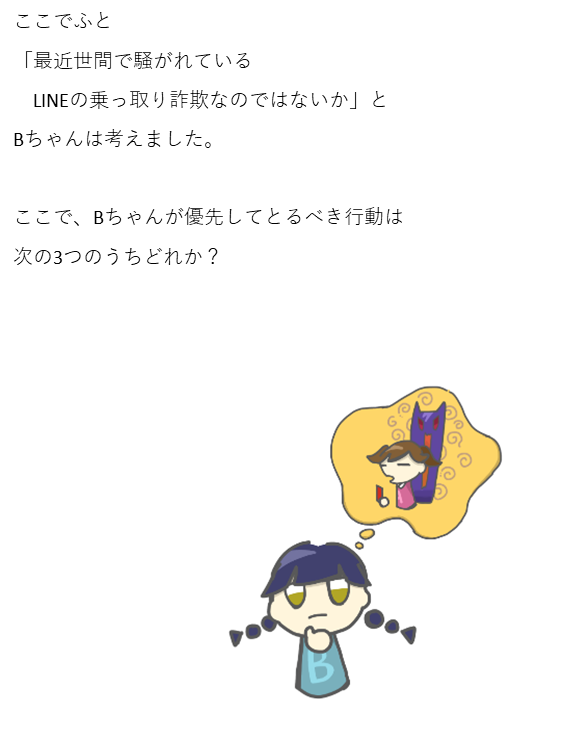 ここでふと
「最近世間で騒がれている
　LINEの乗っ取り詐欺なのではないか」と
Bちゃんは考えました。
ここで、Bちゃんが優先してとるべき行動は
次の3つのうちどれか？
B